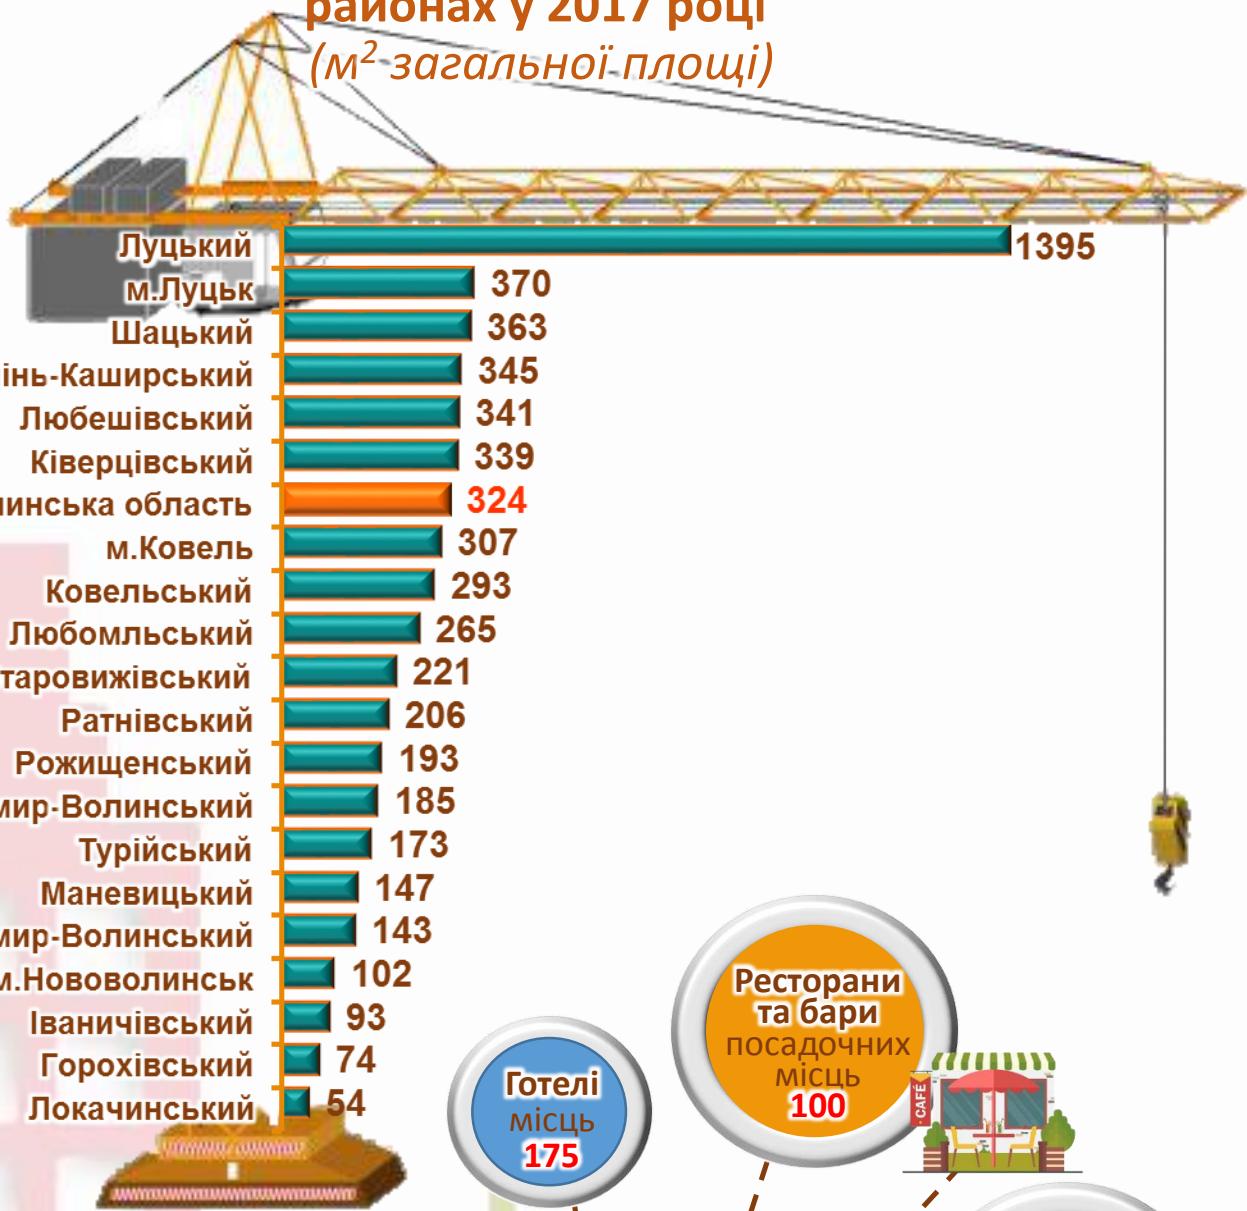 районах у 2017 році
(м² загальної площі)
Луцький 1395
м.Луцьк 370
Шацький 363
інь-Каширський 345
Любешівський 341
Ківерцівський 339
инська область 324
м.Ковель 307
Ковельський 293
Любомльський 265
таровижівський 221
Ратнівський 206
Рожищенський 193
мир-Волинський 185
Турійський 173
Маневицький 147
мир-Волинський 143
м.Нововолинськ 102
Іваничівський 93
Горохівський 74
Локачинський 54
Ресторани
та бари
посадочних
місць
100
CAFÉ
Готелі
місць
175